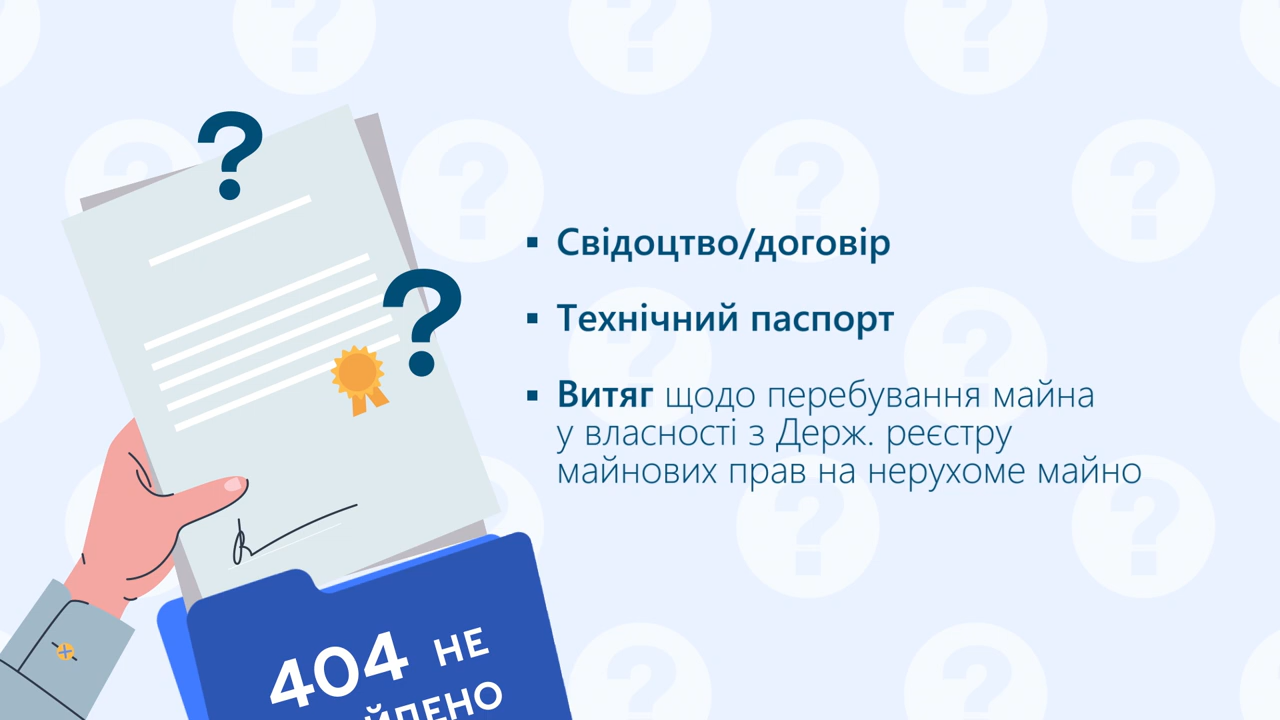 Свідоцтво/договір
Технічний паспорт
Витяг щодо перебування майна
у власності з Держ. реєстру
майнових прав на нерухоме майно
404 НЕ